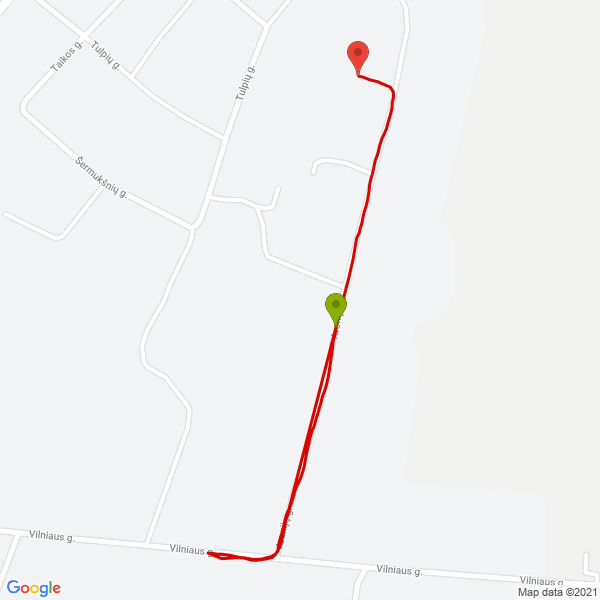 Taikos g.
Tulpių g.
Tulpių g.
Šermukšnių g.
Vilniaus g.
Vilniaus g.
Vilniaus g.
Vilniaus g.
Google
Map data ©2021